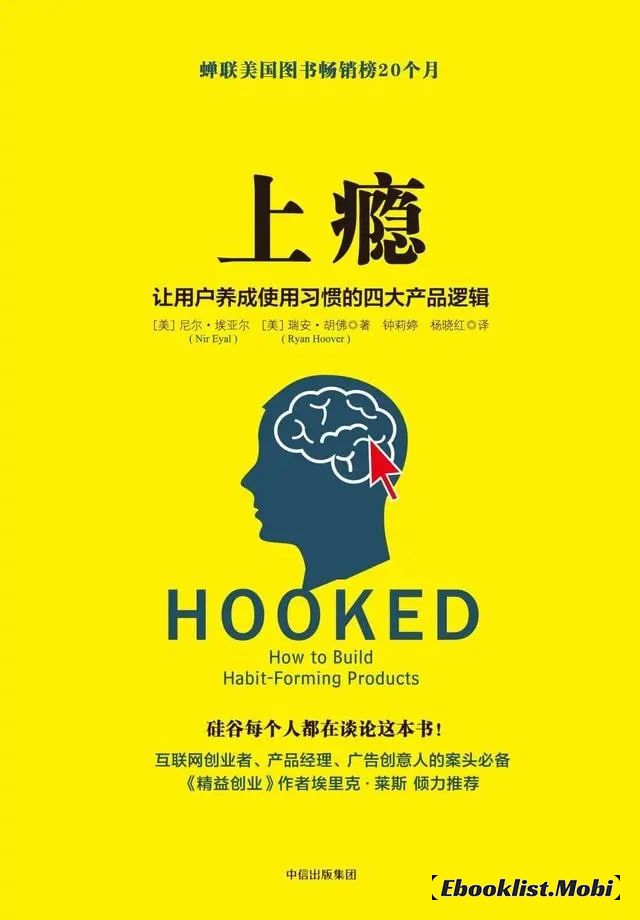 蝉联美国图书畅销榜20个月
上瘾
让用户养成使用习惯的四大产品逻辑
[美] 尼尔·埃亚尔 [美] 瑞安·胡佛◎著 钟莉婷 杨晓红◎译
(Nir Eyal) (Ryan Hoover)
HOOKED
How to Build
Habit-Forming Products
硅谷每个人都在谈论这本书!
互联网创业者、产品经理、广告创意人的案头必备
《精益创业》作者埃里克·莱斯 倾力推荐
中信出版集团
Ebooklist.Mobi